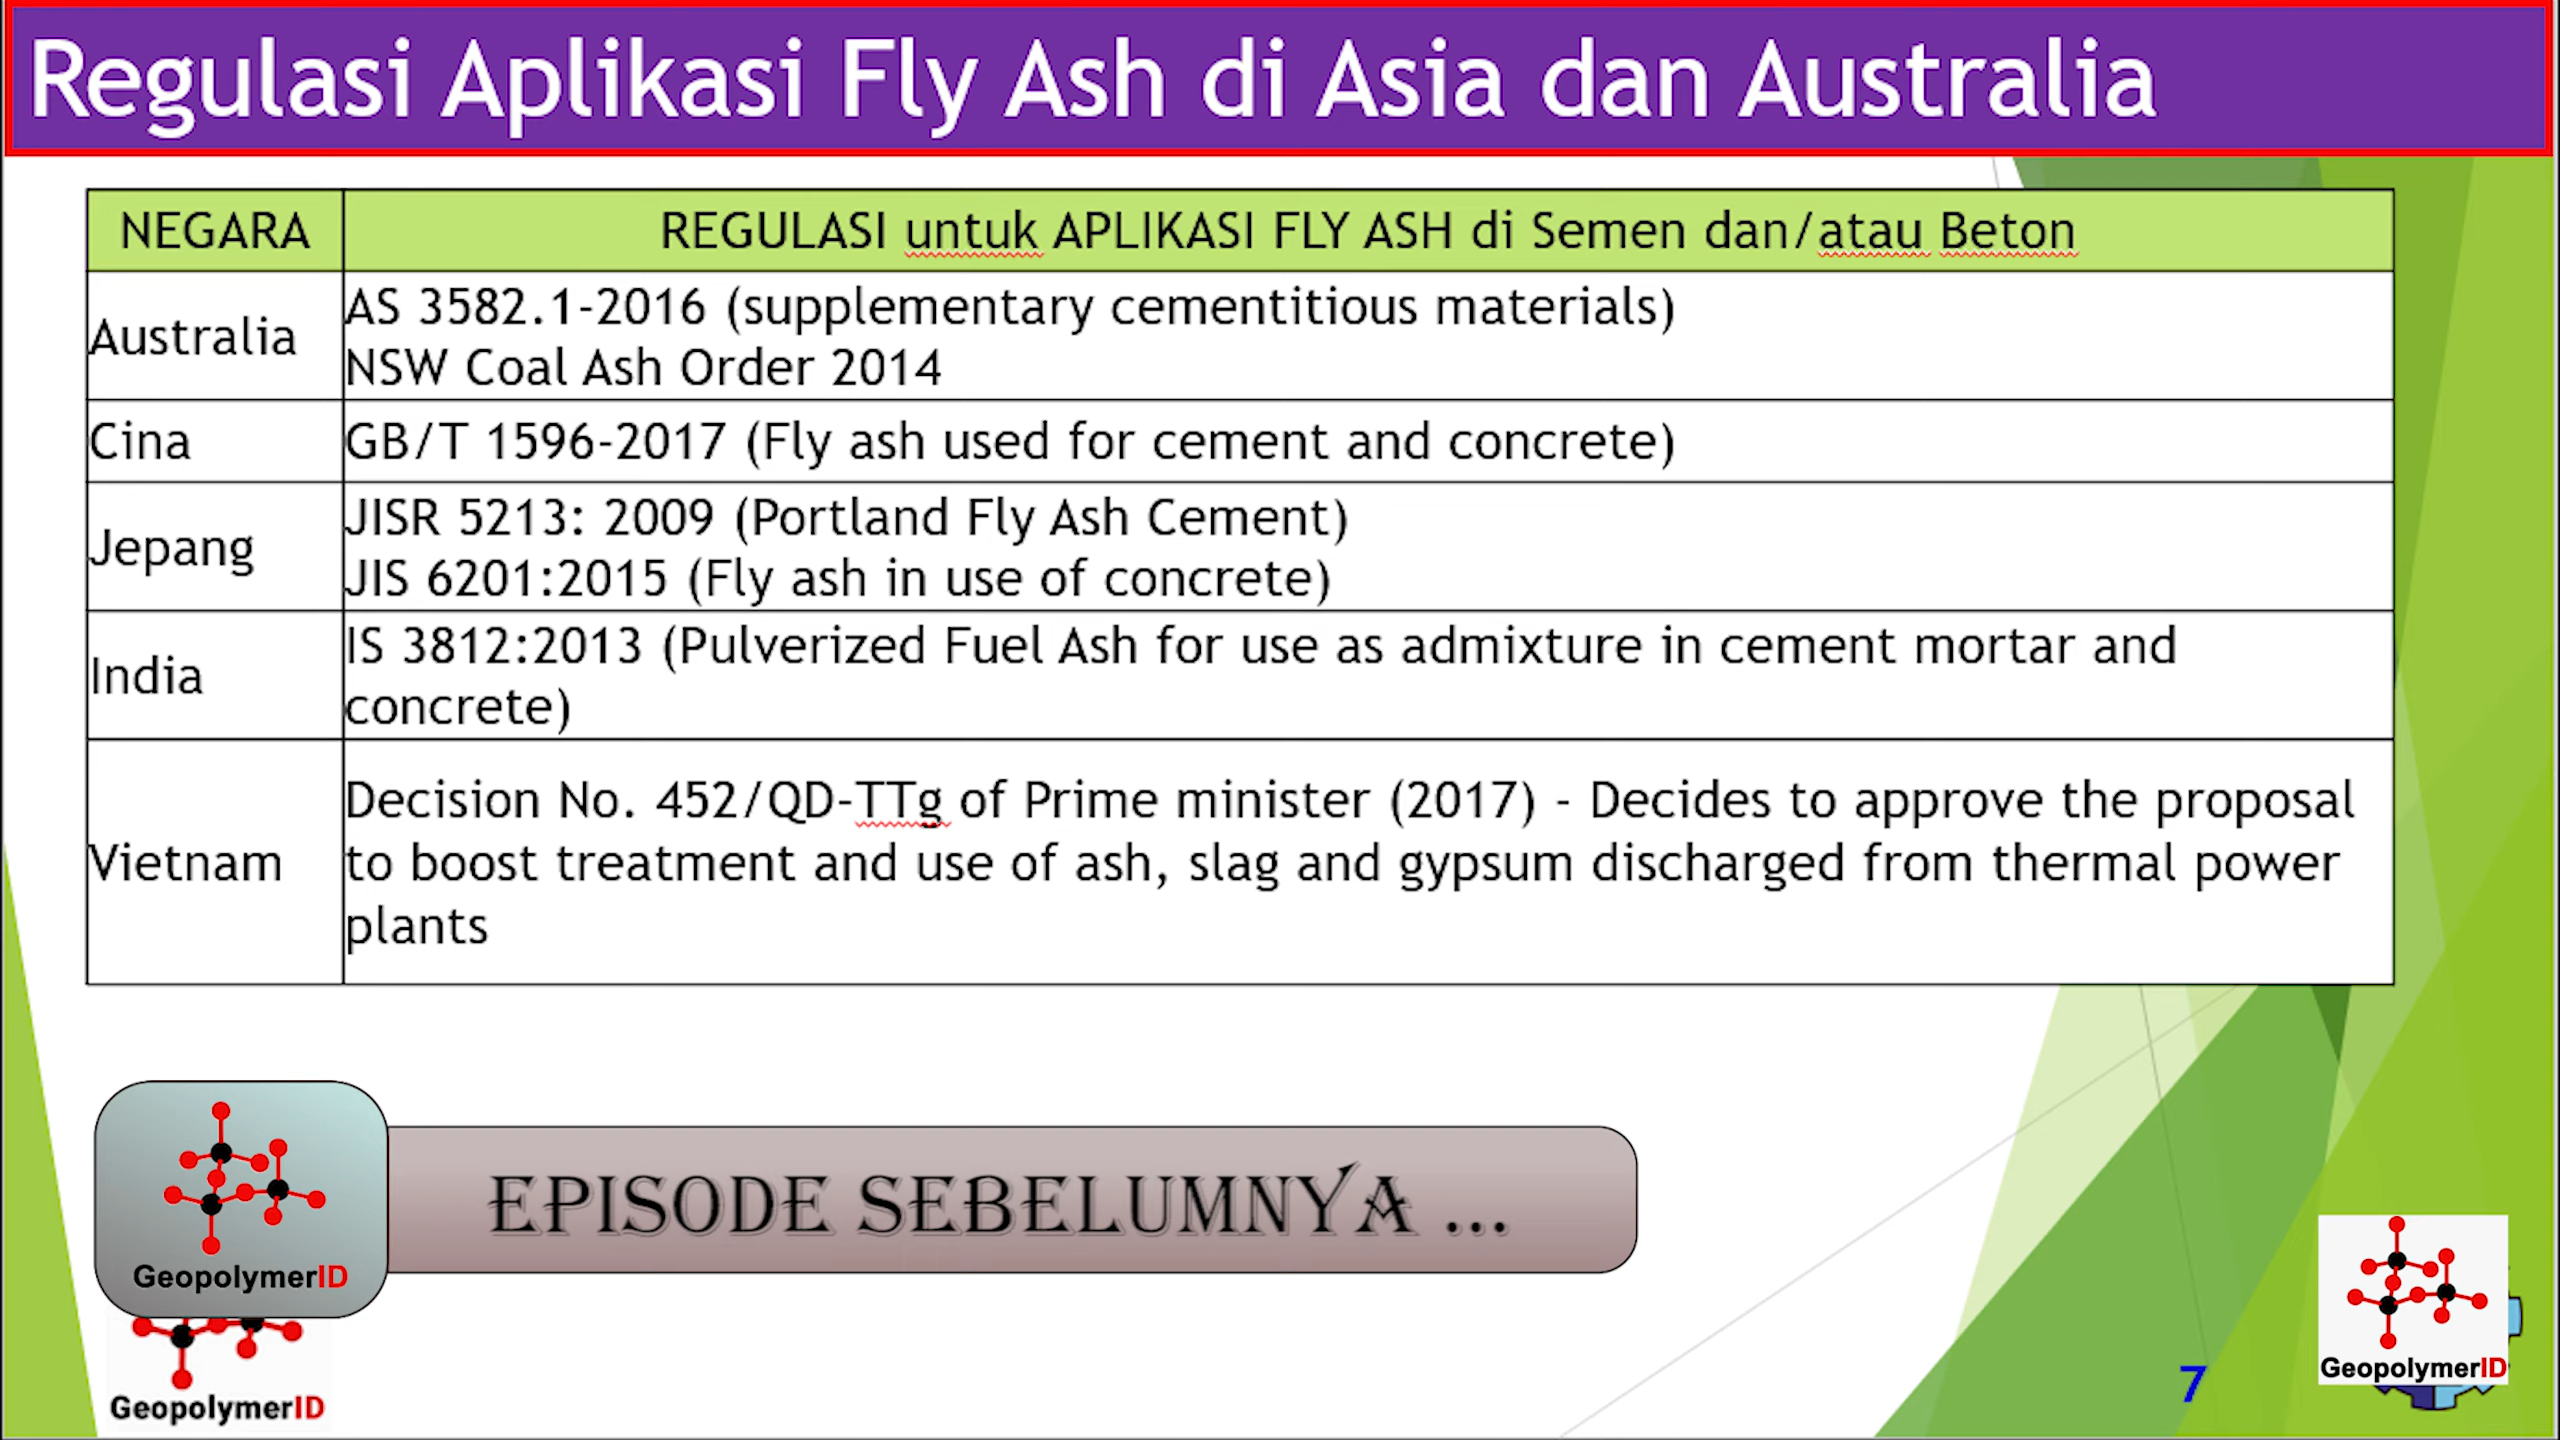 Regulasi Aplikasi Fly Ash di Asia dan Australia
NEGARA
REGULASI untuk APLIKASI FLY ASH di Semen dan/atau Beton
Australia
AS 3582.1-2016 (supplementary cementitious materials)
NSW Coal Ash Order 2014
Cina
GB/T 1596-2017 (Fly ash used for cement and concrete)
Jepang
JISR 5213: 2009 (Portland Fly Ash Cement)
JIS 6201:2015 (Fly ash in use of concrete)
India
IS 3812:2013 (Pulverized Fuel Ash for use as admixture in cement mortar and
concrete)
Vietnam
Decision No. 452/QD-TTg of Prime minister (2017) - Decides to approve the proposal
to boost treatment and use of ash, slag and gypsum discharged from thermal power
plants
GeopolymerID
EPISODE SEBELUMNYA ...
GeopolymerID
7
GeopolymerID